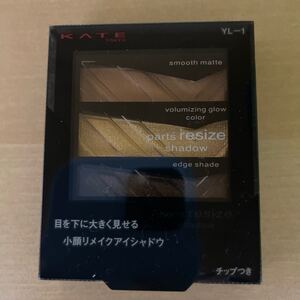 KATE
TOKYO
YL-1
smooth matte
volumizing glow
color
parts resize
shadow
edge shade
目を下に大きく見せる
小顔リメイクアイシャドウ
チップつき